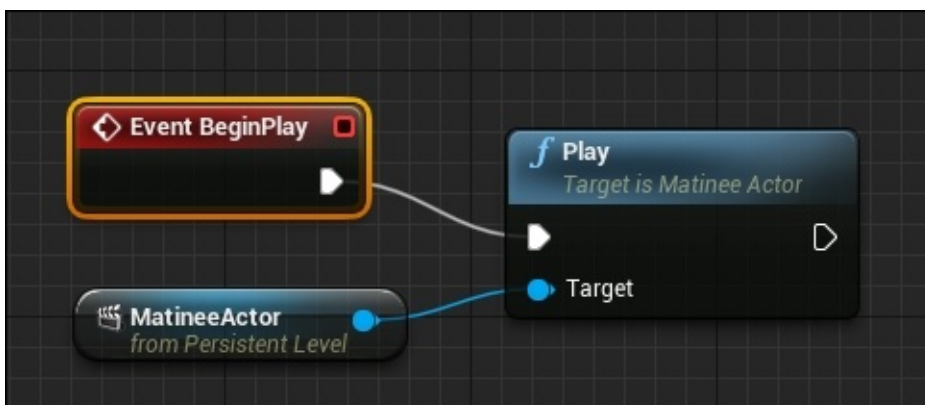 Event BeginPlay
f Play
Target is Matinee Actor
Target
MatineeActor
from Persistent Level